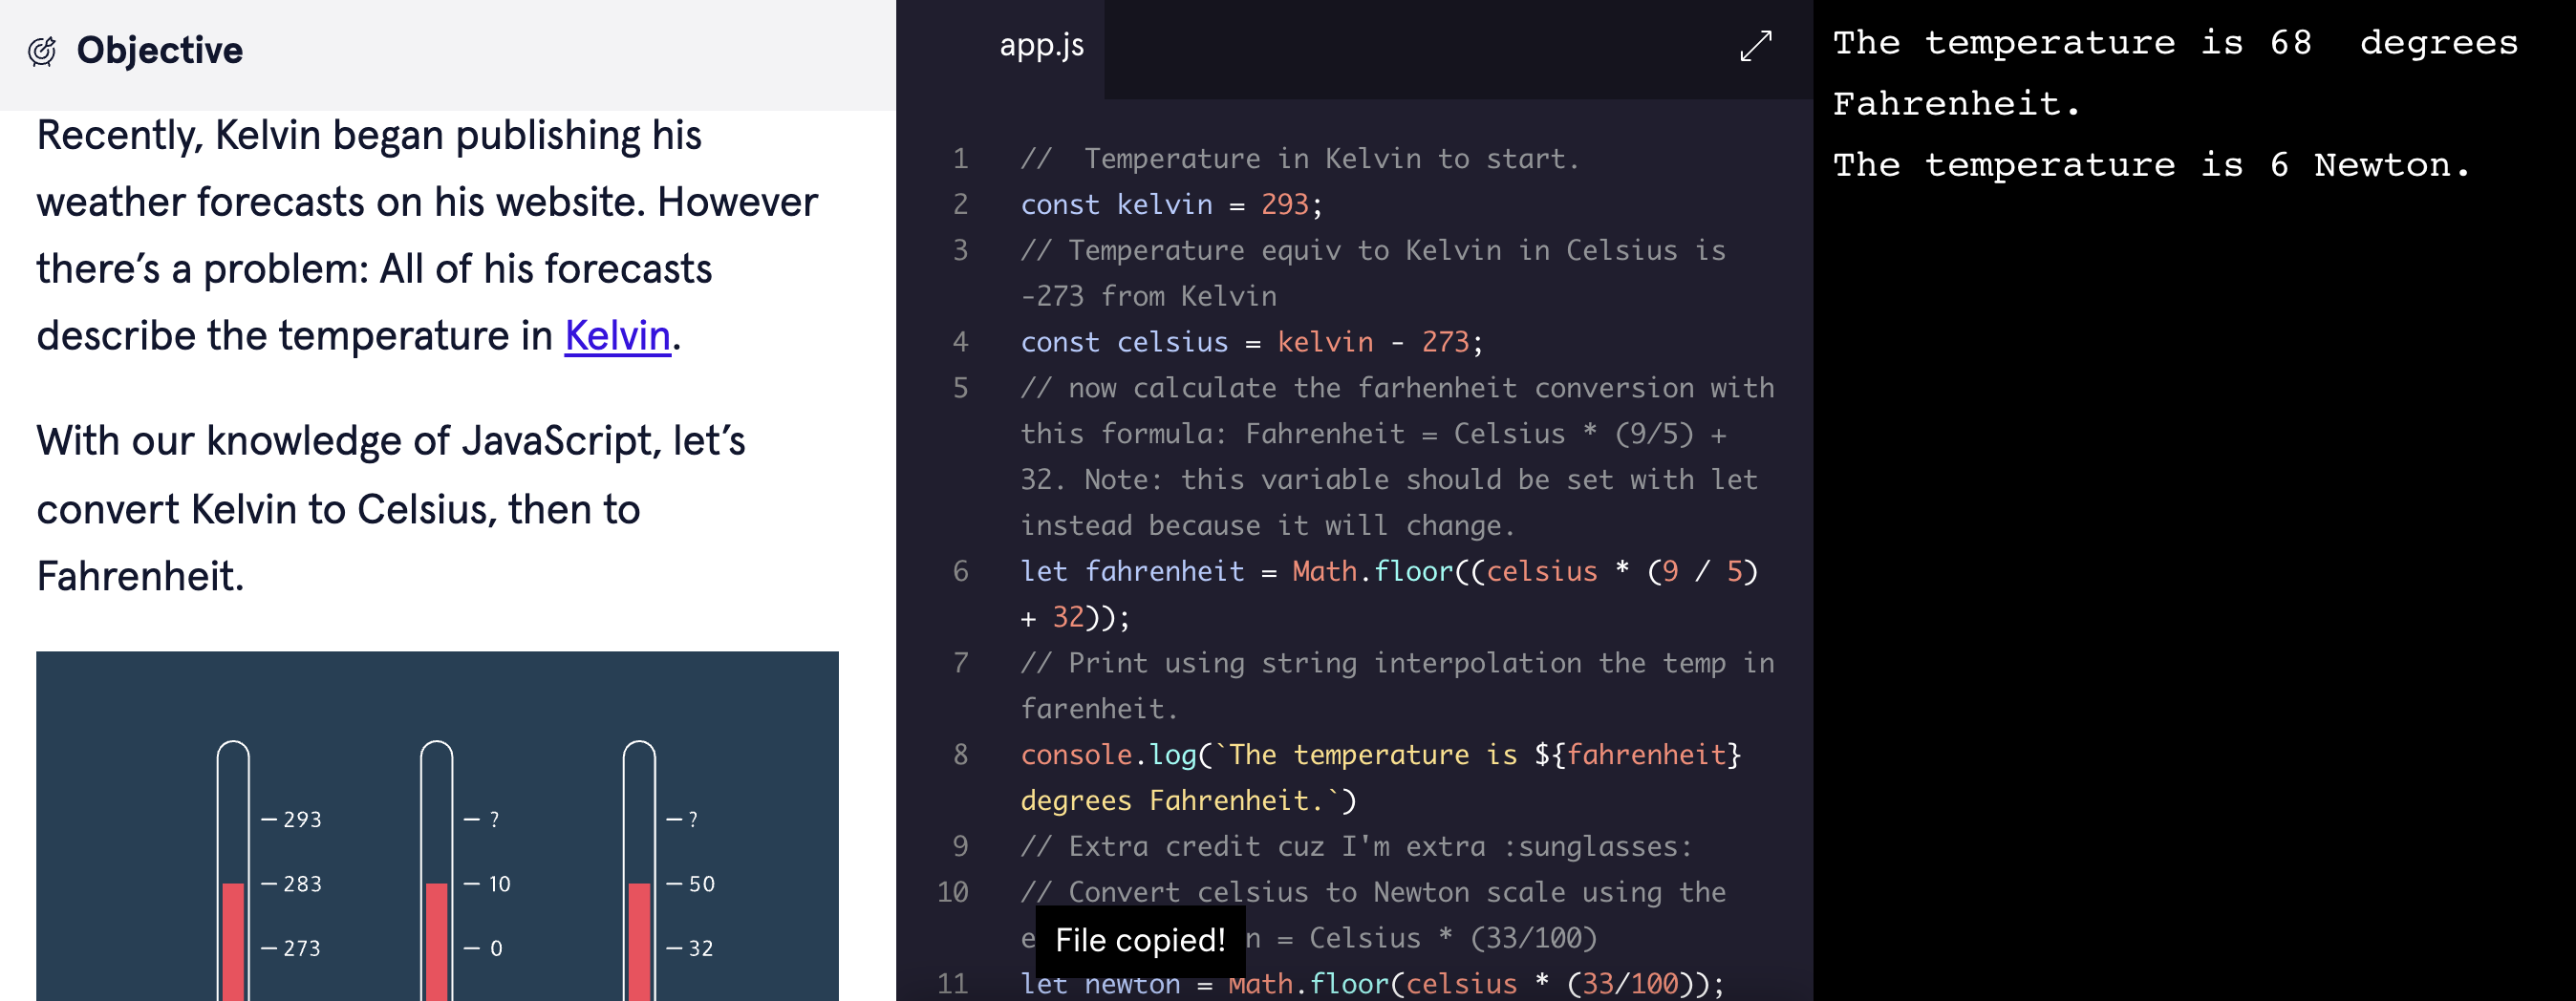 Objective
Recently, Kelvin began publishing his
weather forecasts on his website. However
there’s a problem: All of his forecasts
describe the temperature in Kelvin.
With our knowledge of JavaScript, let’s
convert Kelvin to Celsius, then to
Fahrenheit.
293 ? ?
283 10 50
273 0 32
app.js
1 //  Temperature in Kelvin to start.
2 const kelvin = 293;
3 // Temperature equiv to Kelvin in Celsius is
-273 from Kelvin
4 const celsius = kelvin - 273;
5 // now calculate the farhenheit conversion with
this formula: Fahrenheit = Celsius * (9/5) +
32. Note: this variable should be set with let
instead because it will change.
6 let fahrenheit = Math.floor((celsius * (9 / 5)
+ 32));
7 // Print using string interpolation the temp in
farenheit.
8 console.log(`The temperature is ${fahrenheit}
degrees Fahrenheit.`)
9 // Extra credit cuz I'm extra :sunglasses:
10 // Convert celsius to Newton scale using the
= Celsius * (33/100)
File copied!
11 let newton = Math.floor(celsius * (33/100));
The temperature is 68  degrees
Fahrenheit.
The temperature is 6 Newton.